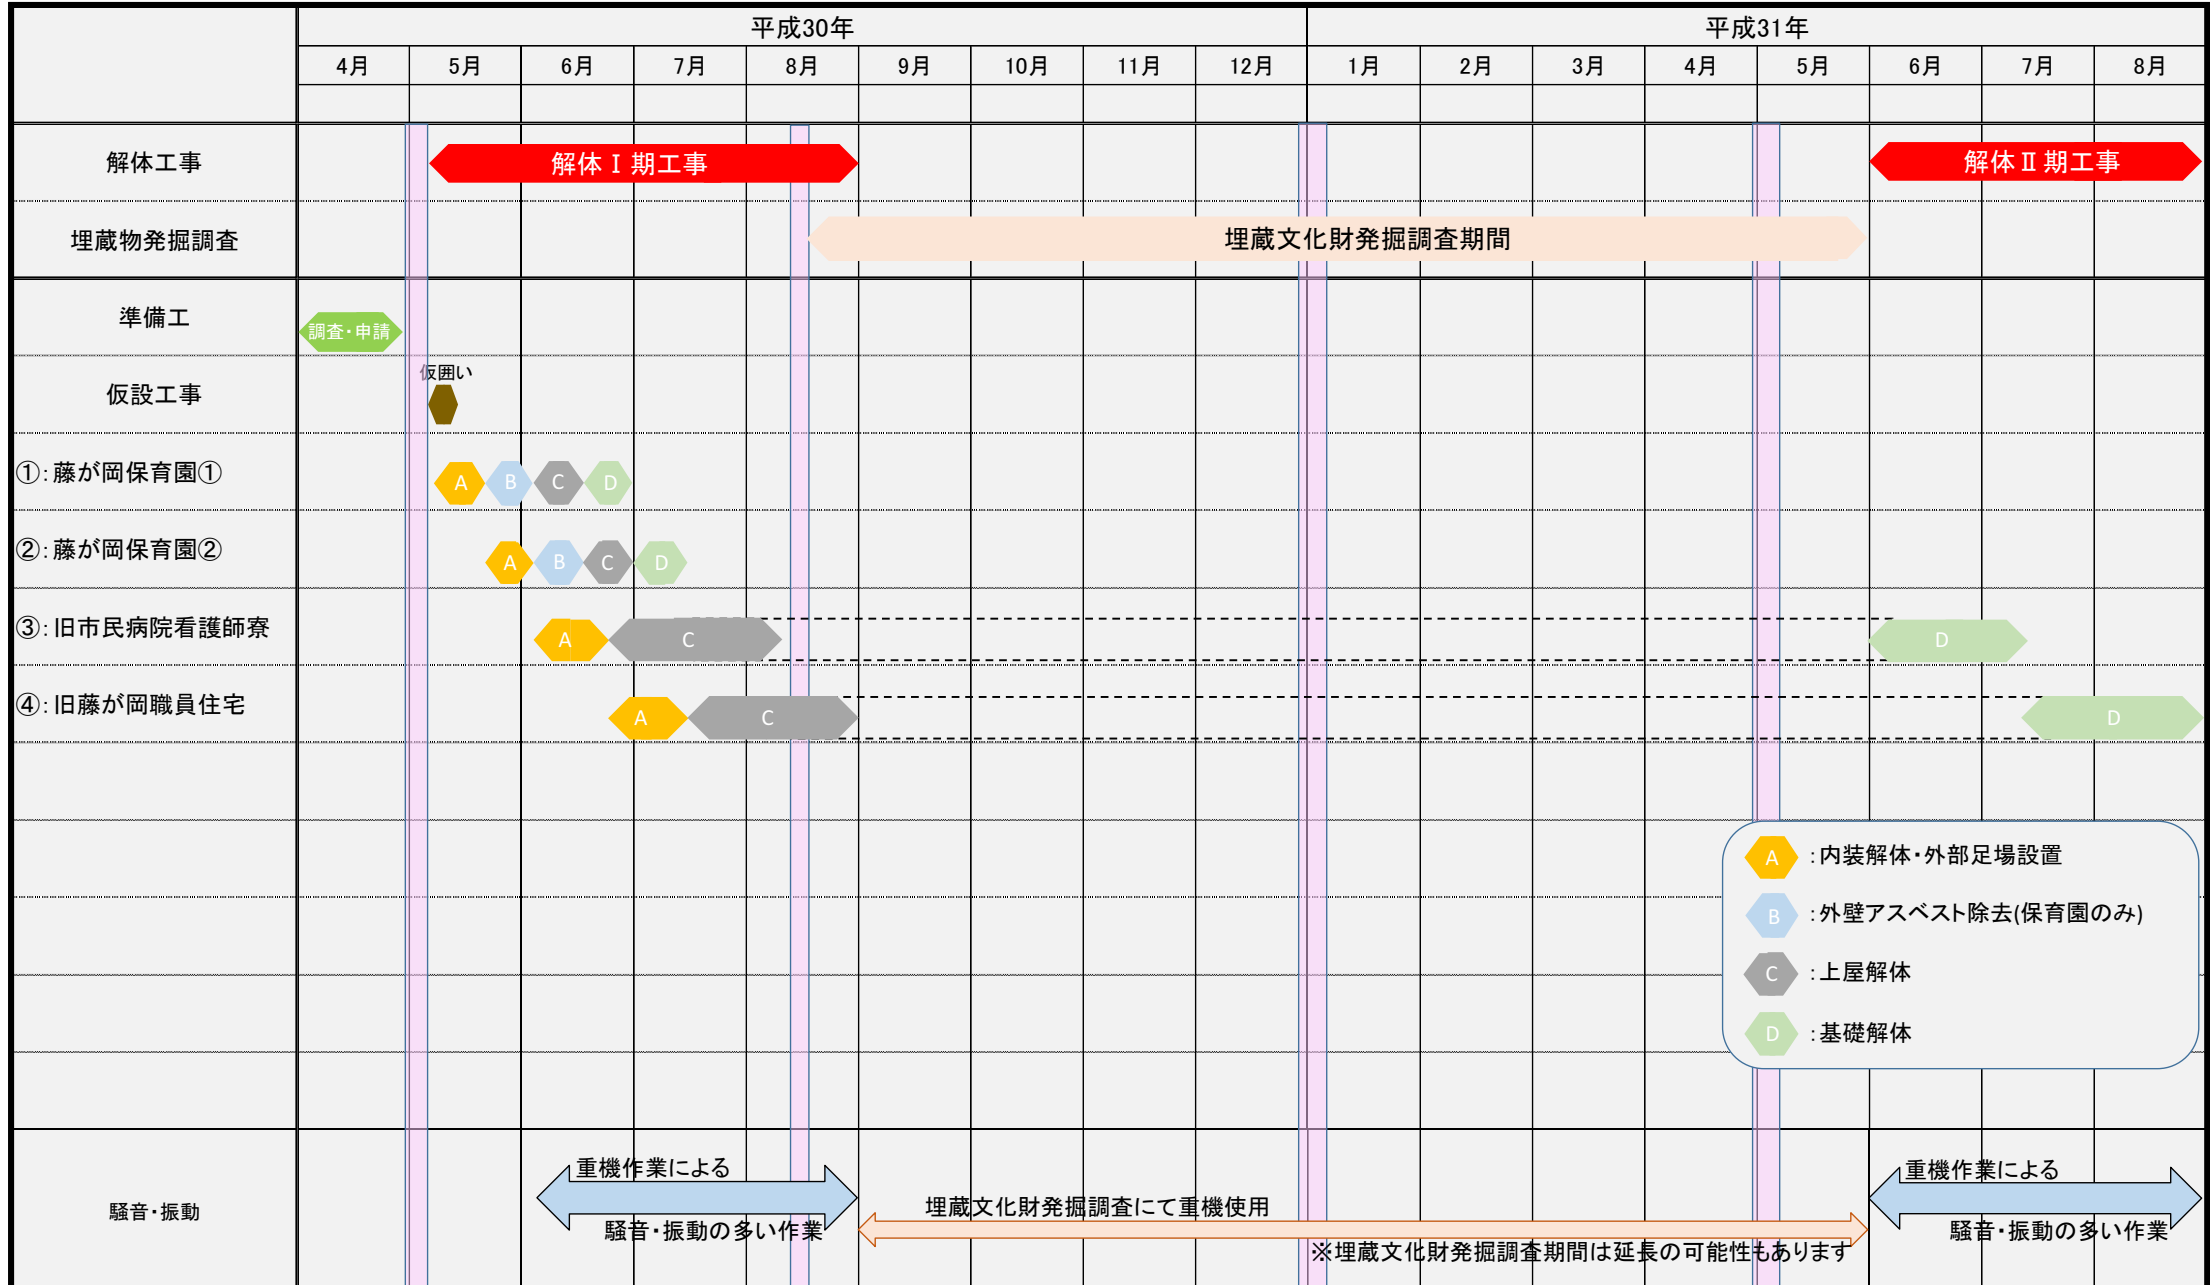 平成30年
平成31年
4月 5月 6月 7月 8月 9月 10月 11月 12月 1月 2月 3月 4月 5月 6月 7月 8月
解体工事
解体Ⅰ期工事
解体Ⅱ期工事
埋蔵物発掘調査
埋蔵文化財発掘調査期間
準備工
調査・申請
仮設工事
仮囲い
①：藤が岡保育園①
A B C D
②：藤が岡保育園②
A B C D
③：旧市民病院看護師寮
A C D
④：旧藤が岡職員住宅
A C D
A ：内装解体・外部足場設置
B ：外壁アスベスト除去(保育園のみ)
C ：上屋解体
D ：基礎解体
騒音・振動
重機作業による
騒音・振動の多い作業
埋蔵文化財発掘調査にて重機使用
※埋蔵文化財発掘調査期間は延長の可能性もあります
重機作業による
騒音・振動の多い作業